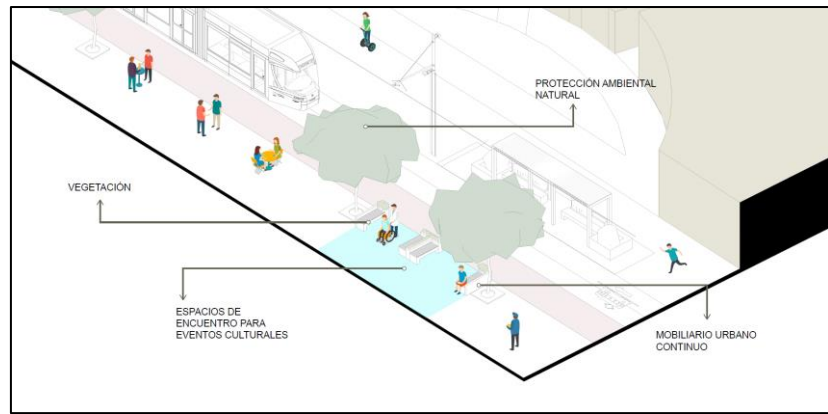 PROTECCIÓN AMBIENTAL
NATURAL
VEGETACIÓN
ESPACIOS DE
ENCUENTRO PARA
EVENTOS CULTURALES
MOBILIARIO URBANO
CONTINUO